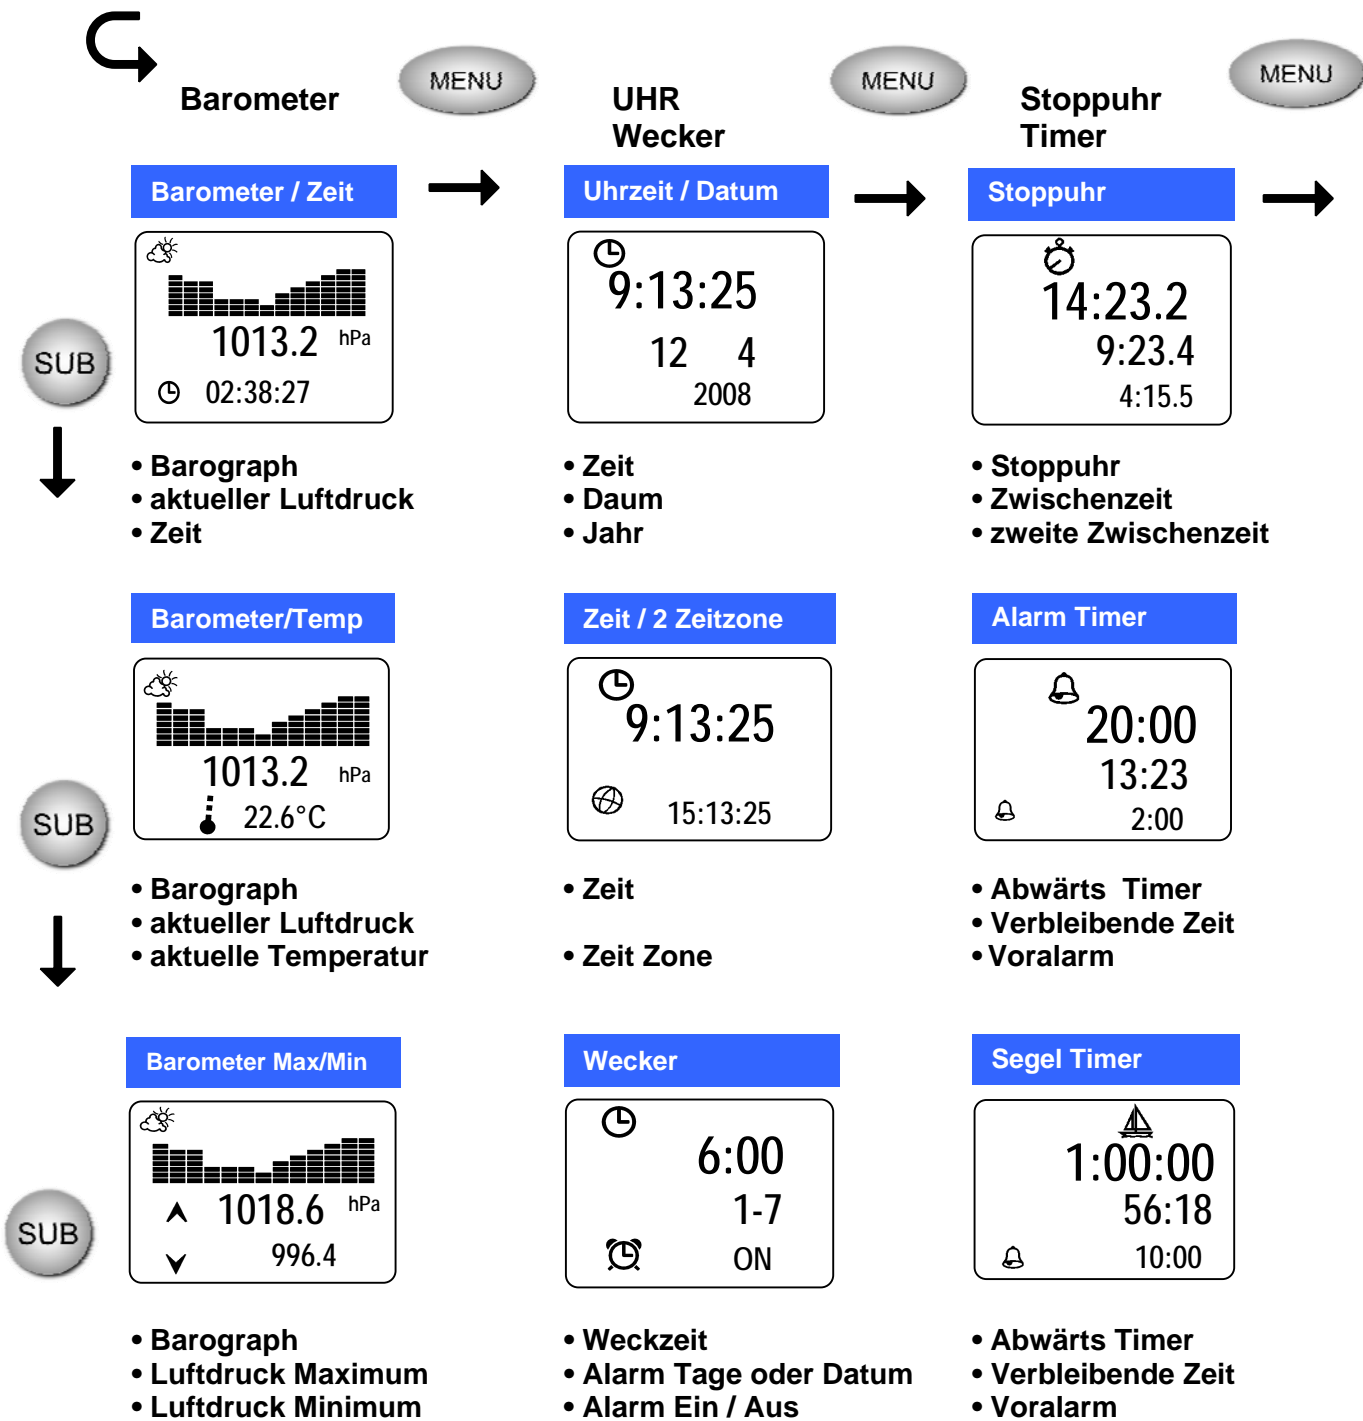 MENU
MENU
MENU
Barometer
UHR
Wecker
Stoppuhr
Timer
Barometer / Zeit
Uhrzeit / Datum
Stoppuhr
SUB
1013.2 hPa
02:38:27
9:13:25
12 4
2008
14:23.2
9:23.4
4:15.5
• Barograph
• aktueller Luftdruck
• Zeit
• Zeit
• Daum
• Jahr
• Stoppuhr
• Zwischenzeit
• zweite Zwischenzeit
Barometer/Temp
Zeit / 2 Zeitzone
Alarm Timer
SUB
1013.2 hPa
22.6°C
9:13:25
15:13:25
20:00
13:23
2:00
• Barograph
• aktueller Luftdruck
• aktuelle Temperatur
• Zeit
• Zeit Zone
• Abwärts Timer
• Verbleibende Zeit
• Voralarm
Barometer Max/Min
Wecker
Segel Timer
SUB
1018.6 hPa
996.4
6:00
1-7
ON
1:00:00
56:18
10:00
• Barograph
• Luftdruck Maximum
• Luftdruck Minimum
• Weckzeit
• Alarm Tage oder Datum
• Alarm Ein / Aus
• Abwärts Timer
• Verbleibende Zeit
• Voralarm